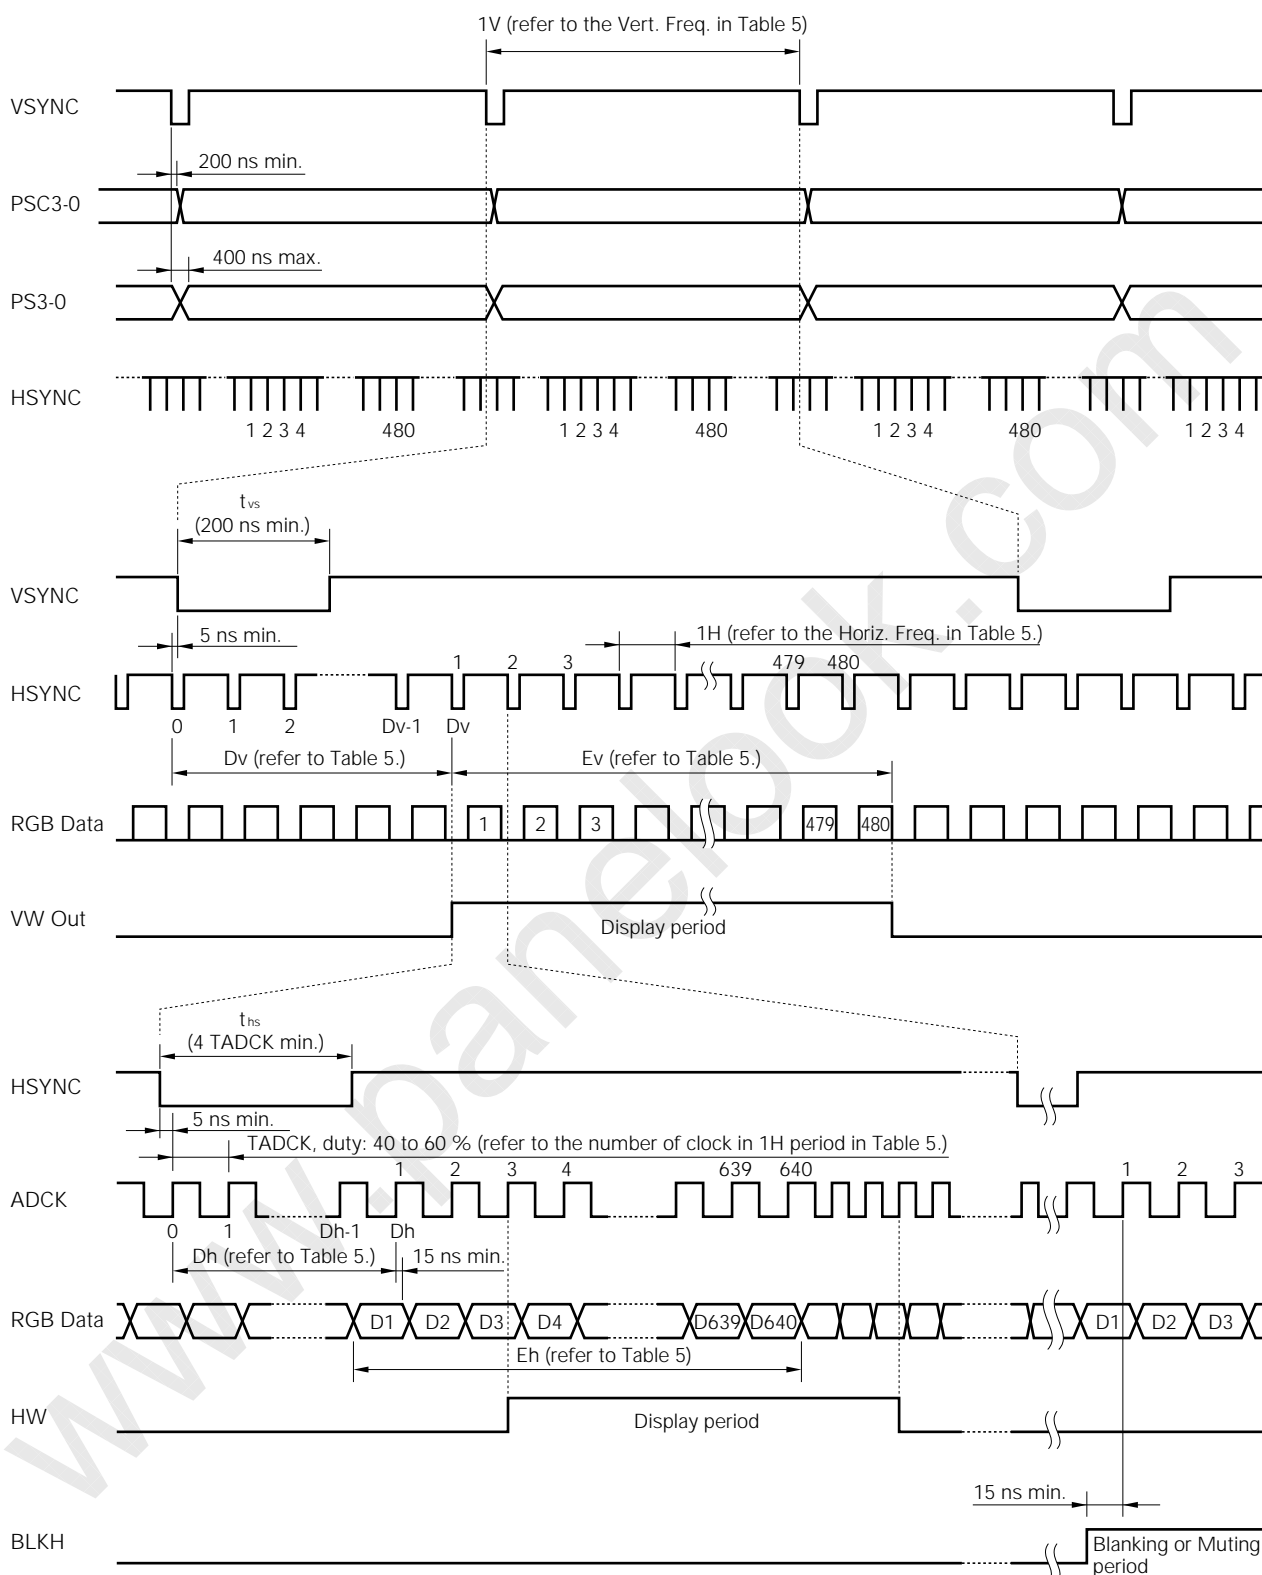 1V (refer to the Vert. Freq. in Table 5)
VSYNC
200 ns min.
PSC3-0
400 ns max.
PS3-0
HSYNC
1 2 3 4 480 1 2 3 4 480 1 2 3 4 480 1 2 3 4
tvs
(200 ns min.)
VSYNC
5 ns min. 1H (refer to the Horiz. Freq. in Table 5.)
1 2 3 479 480
HSYNC
0 1 2 Dv-1 Dv
Dv (refer to Table 5.) Ev (refer to Table 5.)
RGB Data 1 2 3 479 480
VW Out
Display period
ths
(4 TADCK min.)
HSYNC
5 ns min.
TADCK, duty: 40 to 60 % (refer to the number of clock in 1H period in Table 5.)
1 2 3 4 639 640 1 2 3
ADCK
0 1 Dh-1 Dh
Dh (refer to Table 5.) 15 ns min.
RGB Data D1 D2 D3 D4 D639 D640 D1 D2 D3
Eh (refer to Table 5)
HW Display period
15 ns min.
BLKH Blanking or Muting
period
www.panelook.com